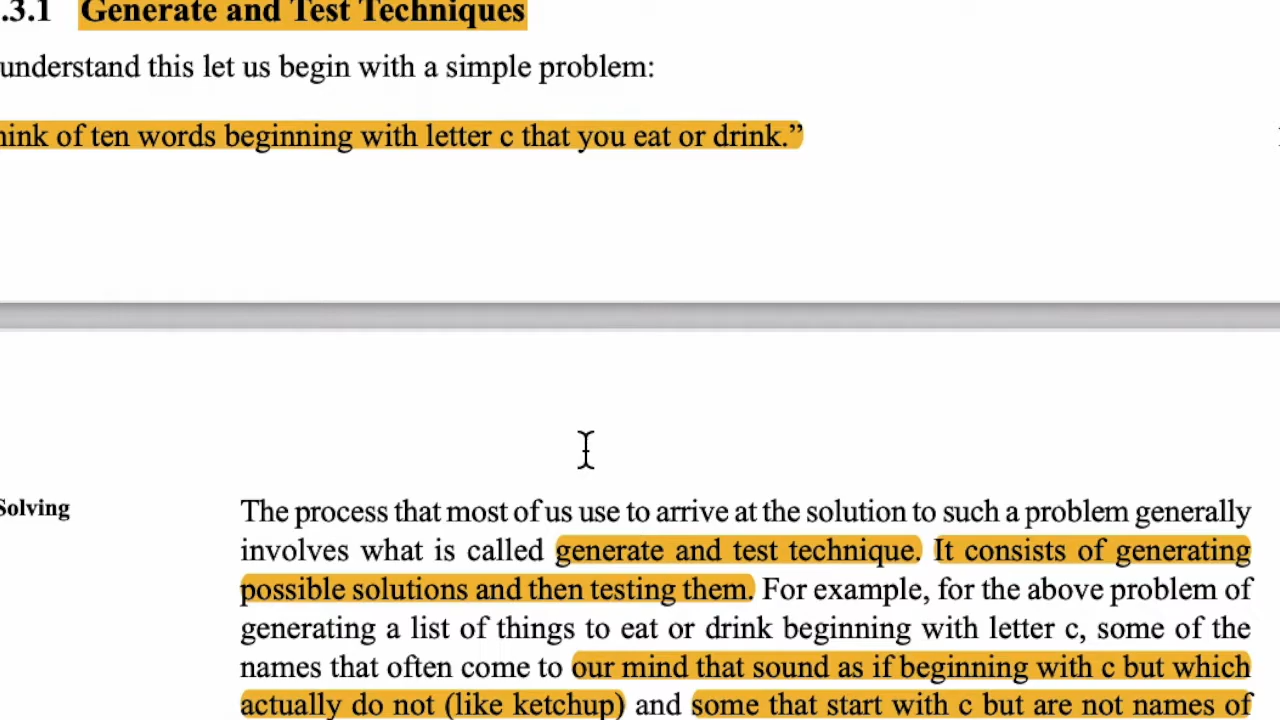 .3.1 Generate and Test Techniques
understand this let us begin with a simple problem:
hink of ten words beginning with letter c that you eat or drink.”
Solving
The process that most of us use to arrive at the solution to such a problem generally
involves what is called generate and test technique. It consists of generating
possible solutions and then testing them. For example, for the above problem of
generating a list of things to eat or drink beginning with letter c, some of the
names that often come to our mind that sound as if beginning with c but which
actually do not (like ketchup) and some that start with c but are not names of